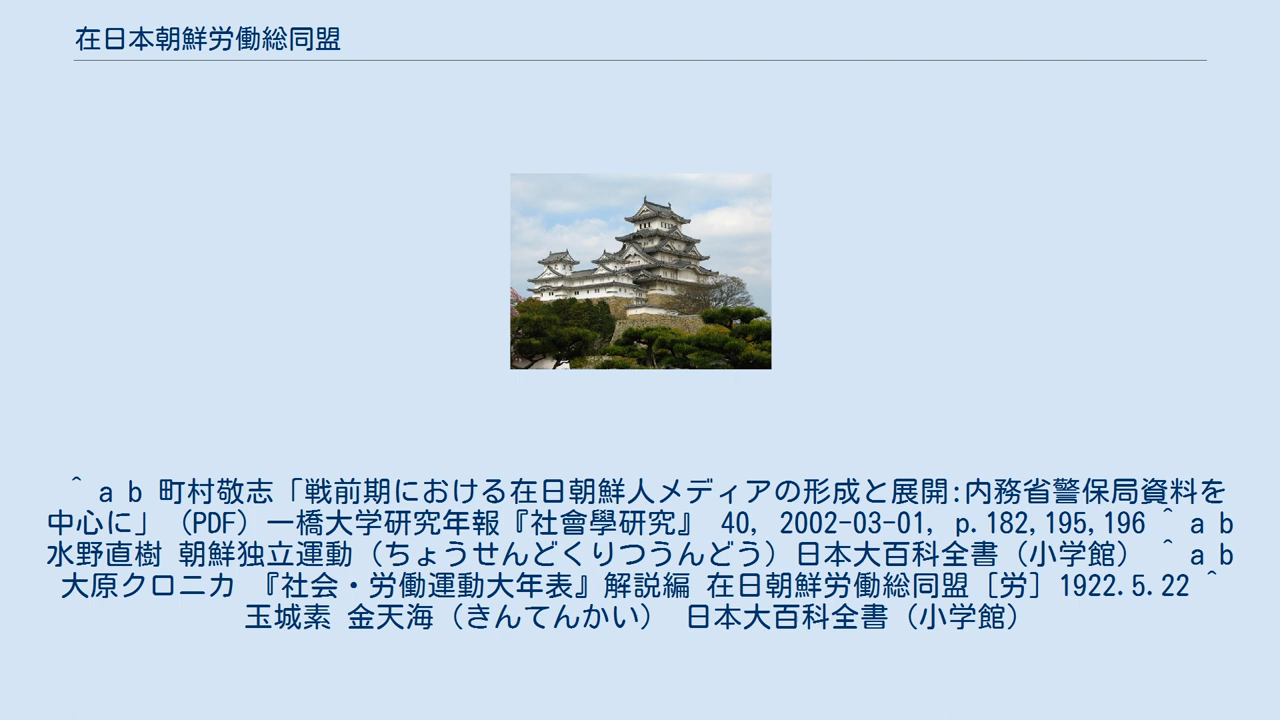 在日本朝鮮労働総同盟
^ a b 町村敬志「戦前期における在日朝鮮人メディアの形成と展開:内務省警保局資料を
中心に」（PDF）一橋大学研究年報『社會學研究』 40, 2002-03-01, p.182,195,196 ^ a b
水野直樹 朝鮮独立運動（ちょうせんどくりつうんどう）日本大百科全書（小学館） ^ a b
大原クロニカ 『社会・労働運動大年表』解説編 在日朝鮮労働総同盟［労］1922.5.22 ^
玉城素 金天海（きんてんかい） 日本大百科全書（小学館）